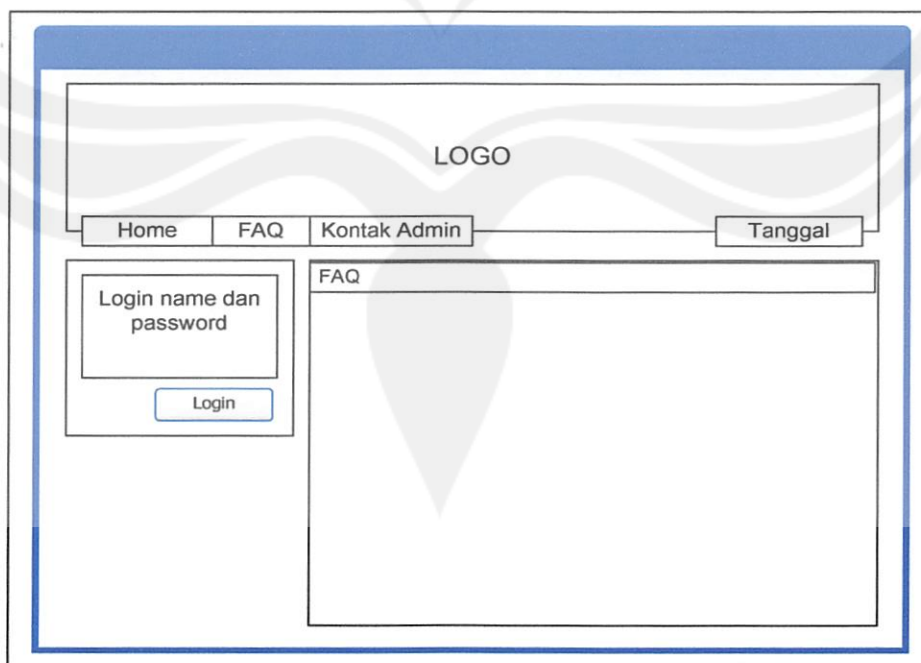 LOGO
Home FAQ Kontak Admin Tanggal
Login name dan
password
Login
FAQ